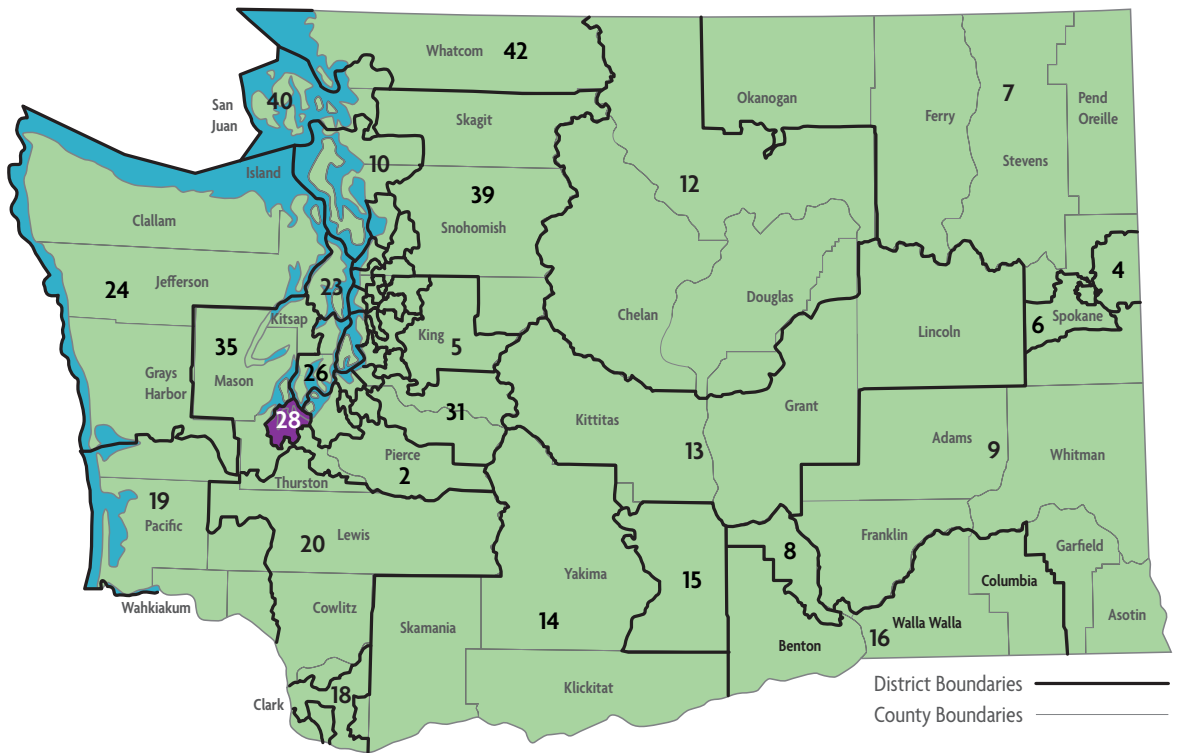 Whatcom 42
Okanogan
7
Pend
Oreille
San
Juan
40
Skagit
Ferry
Stevens
Island
10
12
39
Snohomish
Clallam
24
Jefferson
23
Kitsap
Chelan
Douglas
4
Lincoln
6
Spokane
35
Mason
King
5
26
Grays
Harbor
28
31
Kittitas
Grant
13
Adams
9
Whitman
Pierce
2
Thurston
19
Pacific
20
Lewis
Yakima
14
15
8
Franklin
Garfield
Columbia
Asotin
Wahkiakum
Cowlitz
Skamania
Benton
16
Walla Walla
Clark
18
Klickitat
District Boundaries
County Boundaries